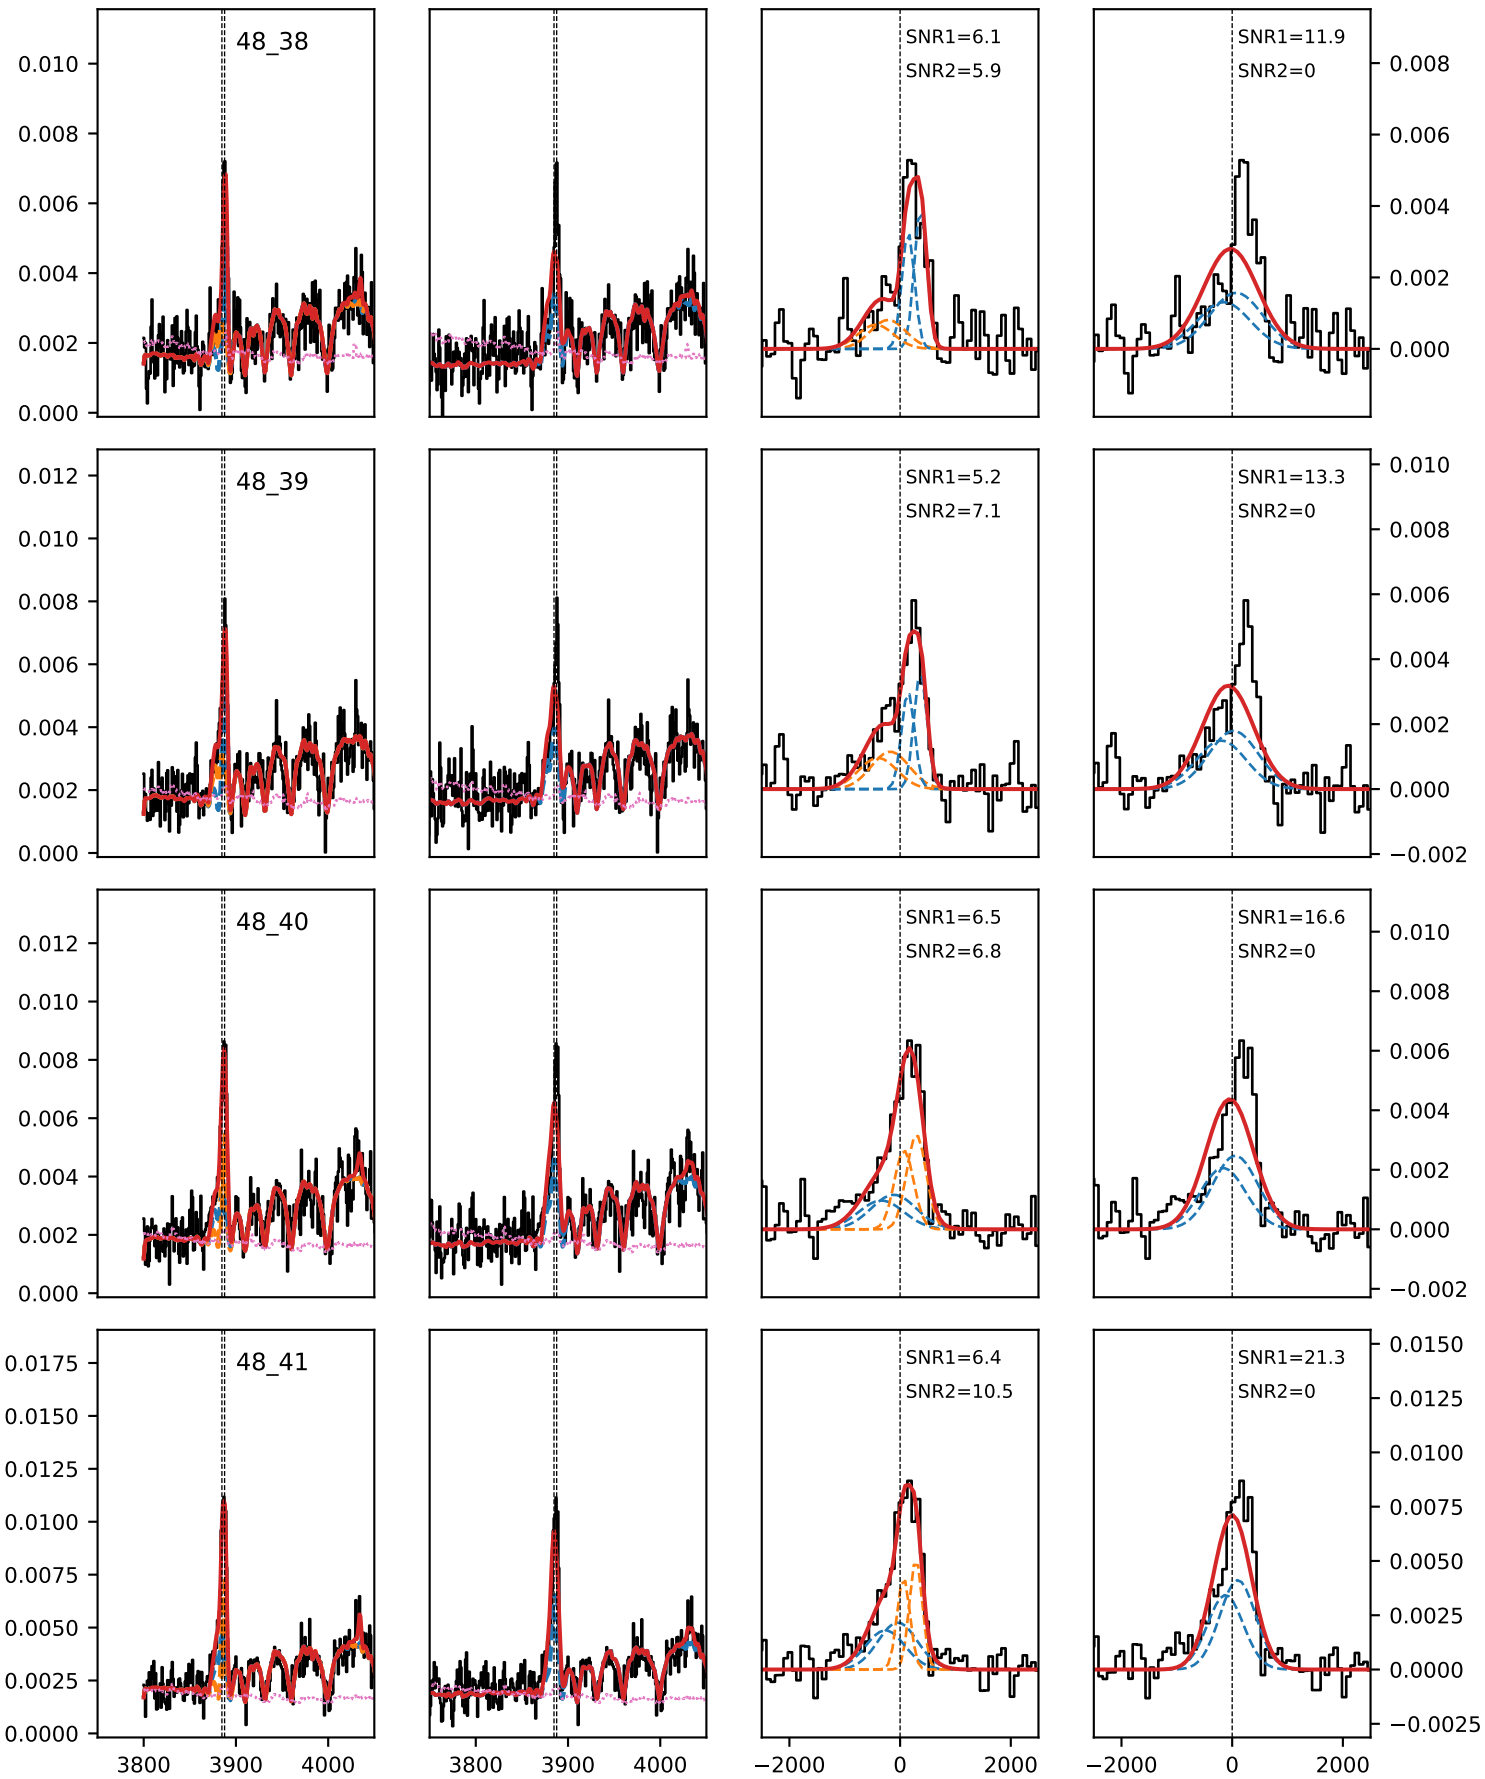 48_38
SNR1=6.1
SNR2=5.9
SNR1=11.9
SNR2=0
0.010
0.008
0.006
0.004
0.002
0.000
0.008
0.006
0.004
0.002
0.000
48_39
SNR1=5.2
SNR2=7.1
SNR1=13.3
SNR2=0
0.012
0.010
0.008
0.006
0.004
0.002
0.000
0.010
0.008
0.006
0.004
0.002
0.000
−0.002
48_40
SNR1=6.5
SNR2=6.8
SNR1=16.6
SNR2=0
0.012
0.010
0.008
0.006
0.004
0.002
0.000
0.010
0.008
0.006
0.004
0.002
0.000
−0.002
48_41
SNR1=6.4
SNR2=10.5
SNR1=21.3
SNR2=0
0.0175
0.0150
0.0125
0.0100
0.0075
0.0050
0.0025
0.0000
0.0150
0.0125
0.0100
0.0075
0.0050
0.0025
0.0000
−0.0025
3800 3900 4000
3800 3900 4000
−2000 0 2000
−2000 0 2000